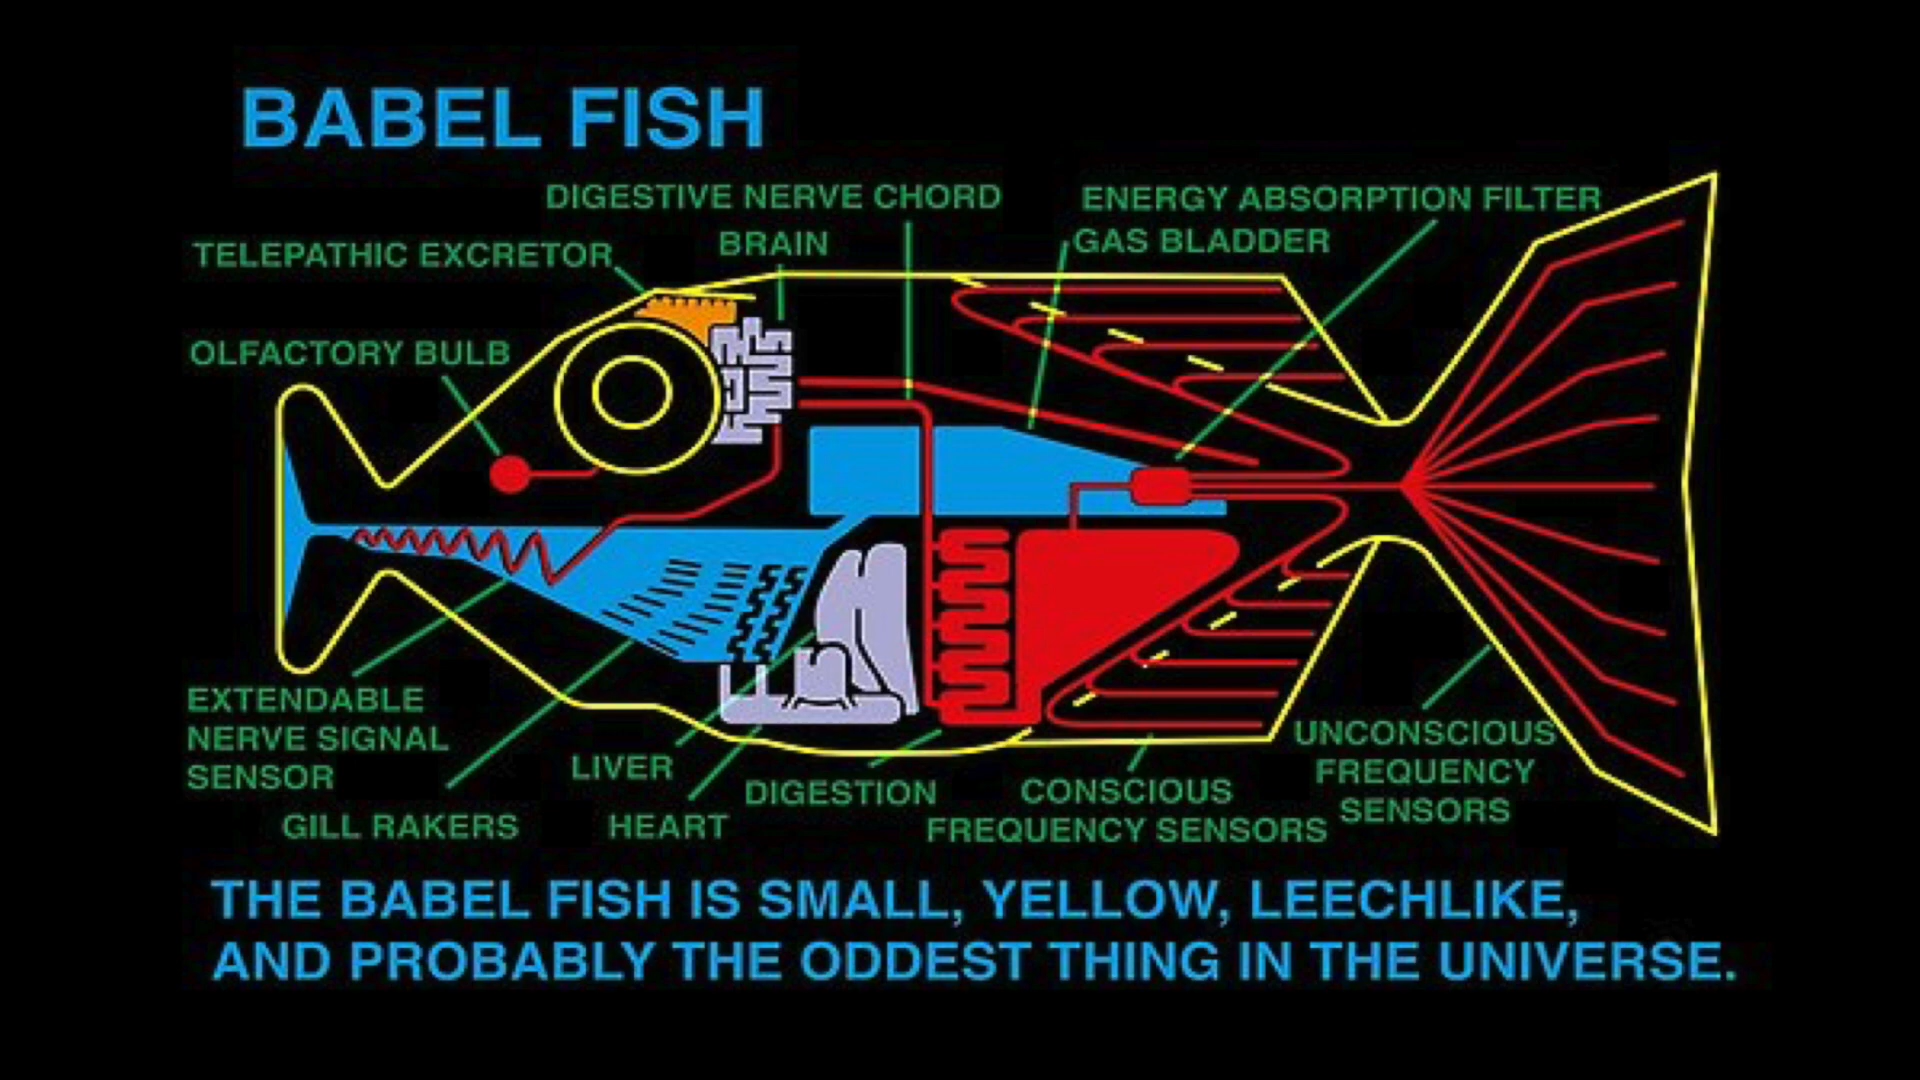 BABEL FISH
DIGESTIVE NERVE CHORD
ENERGY ABSORPTION FILTER
TELEPATHIC EXCRETOR
BRAIN
GAS BLADDER
OLFACTORY BULB
EXTENDABLE
NERVE SIGNAL
SENSOR
GILL RAKERS
LIVER
HEART
DIGESTION
CONSCIOUS
FREQUENCY SENSORS
UNCONSCIOUS
FREQUENCY
SENSORS
THE BABEL FISH IS SMALL, YELLOW, LEECHLIKE,
AND PROBABLY THE ODDEST THING IN THE UNIVERSE.